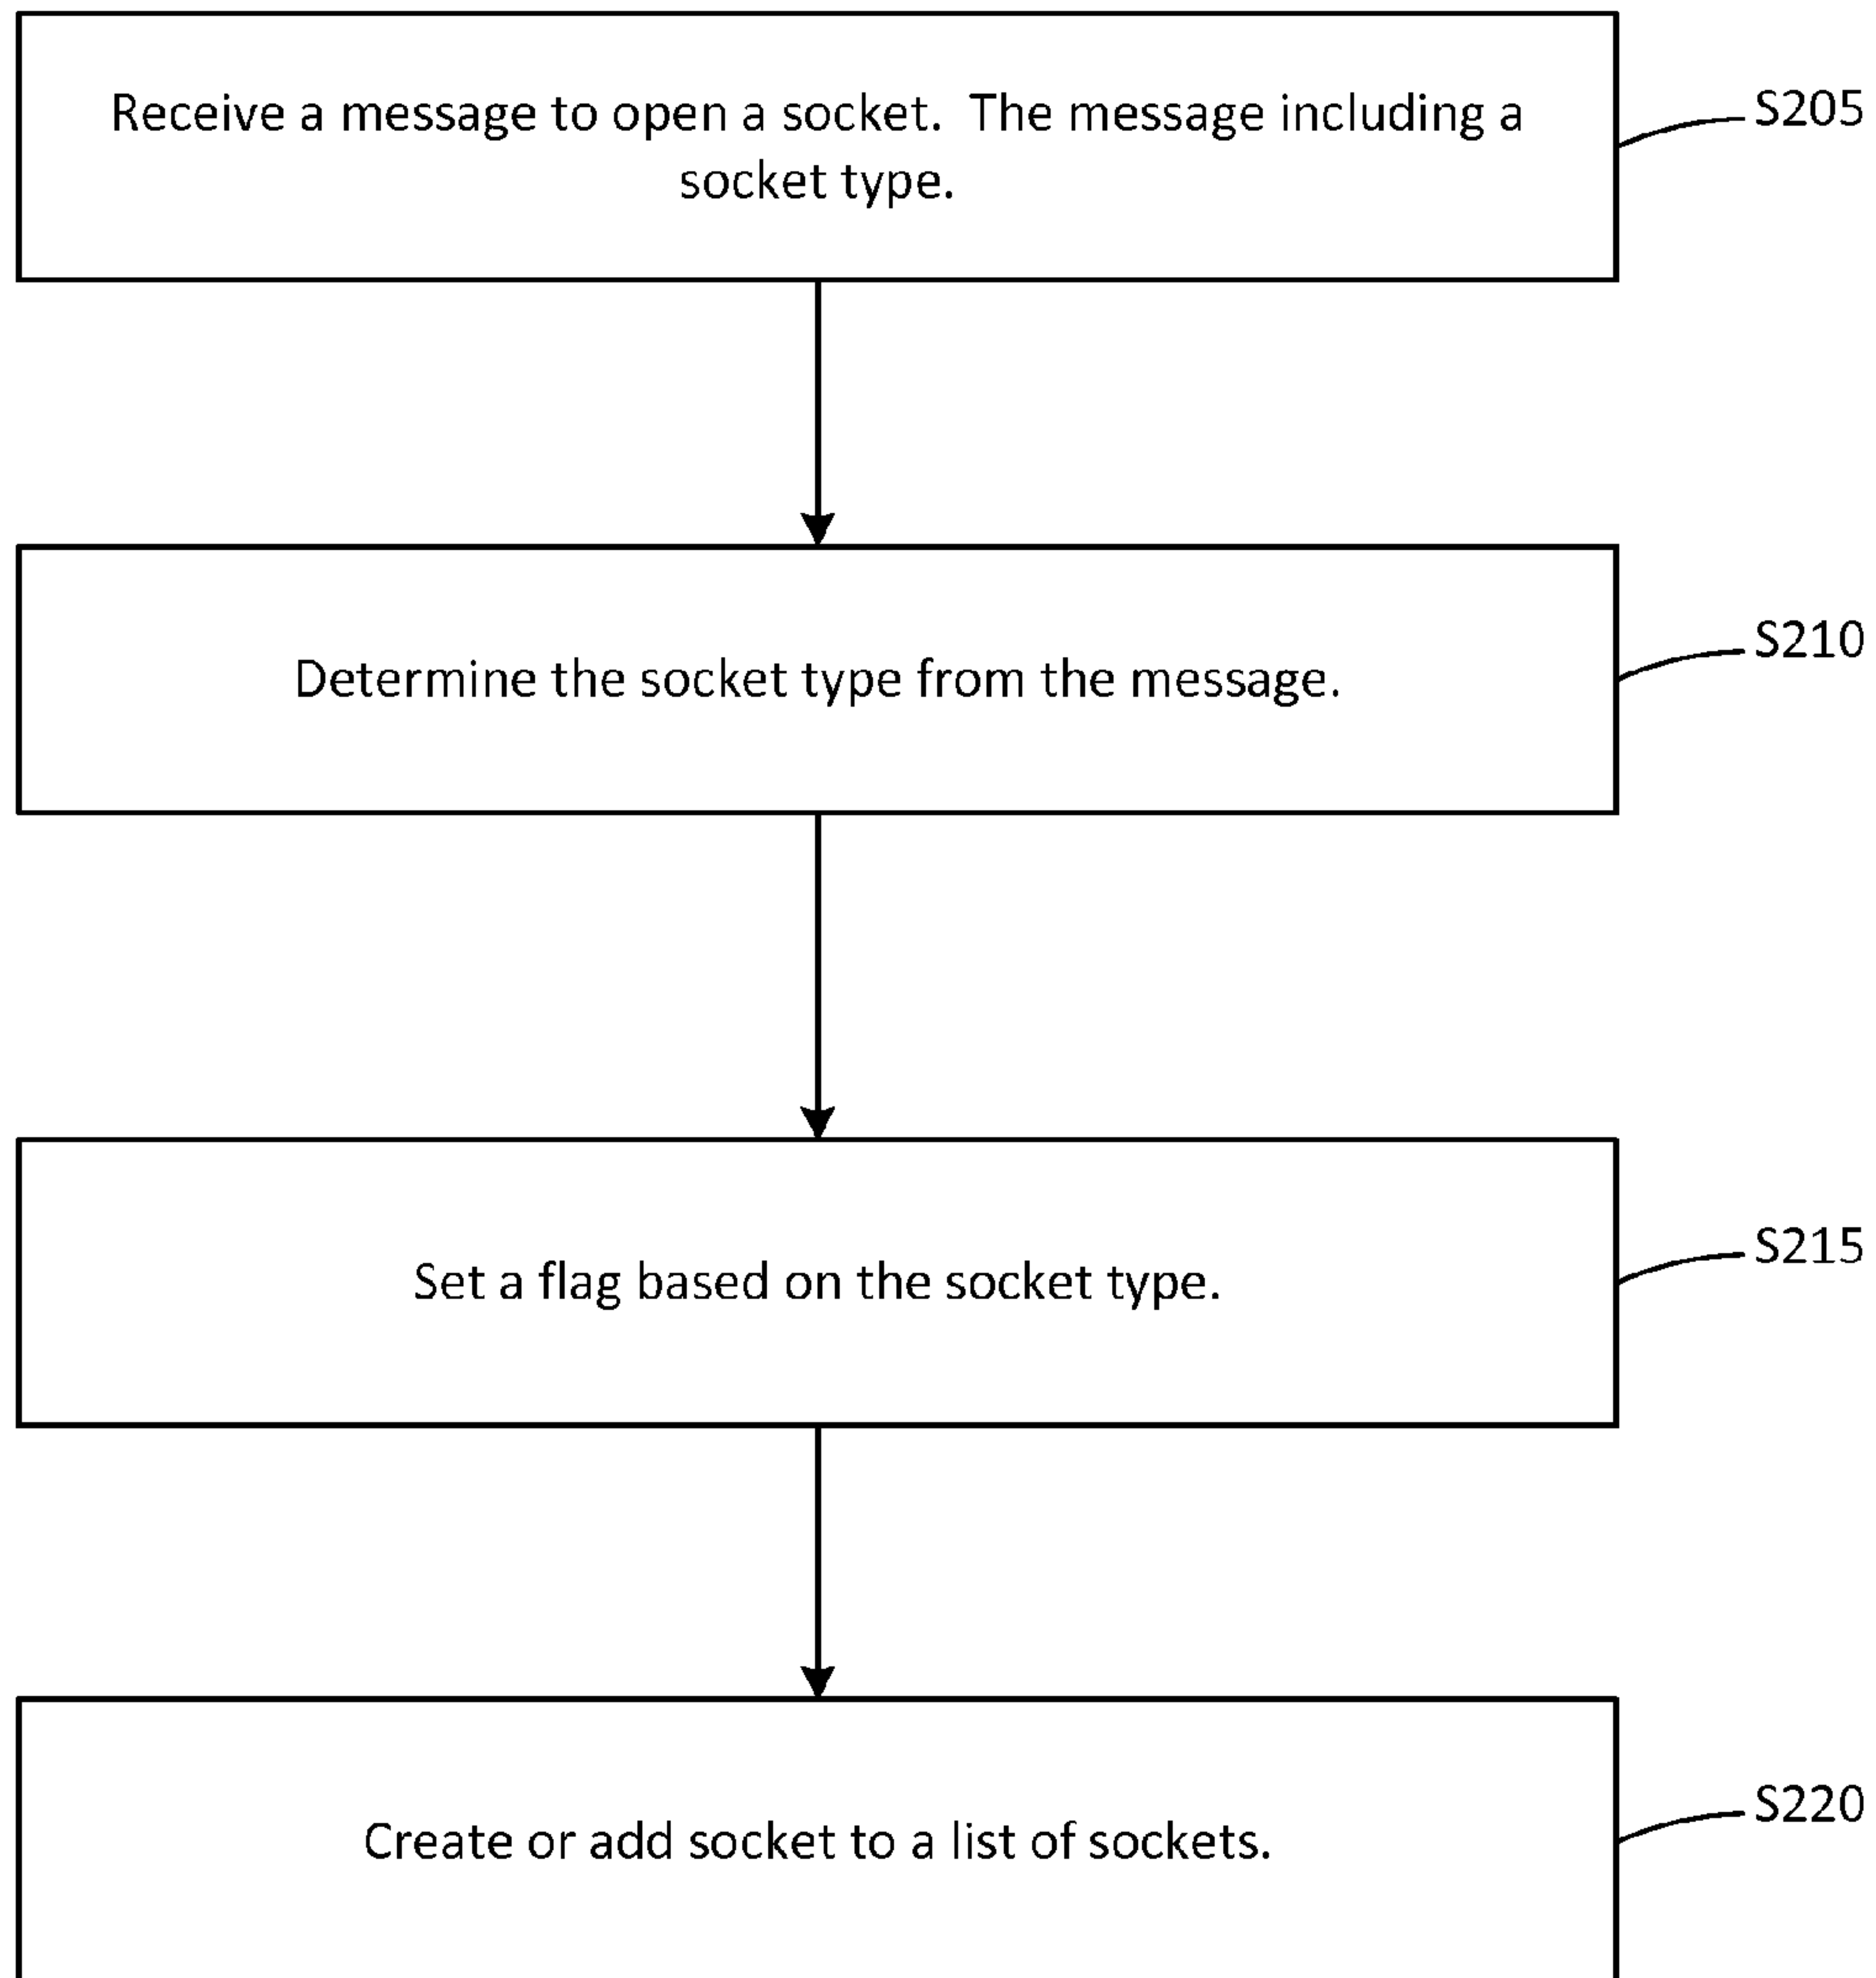 Receive a message to open a socket. The message including a
socket type.
S205
Determine the socket type from the message.
S210
Set a flag based on the socket type.
S215
Create or add socket to a list of sockets.
S220